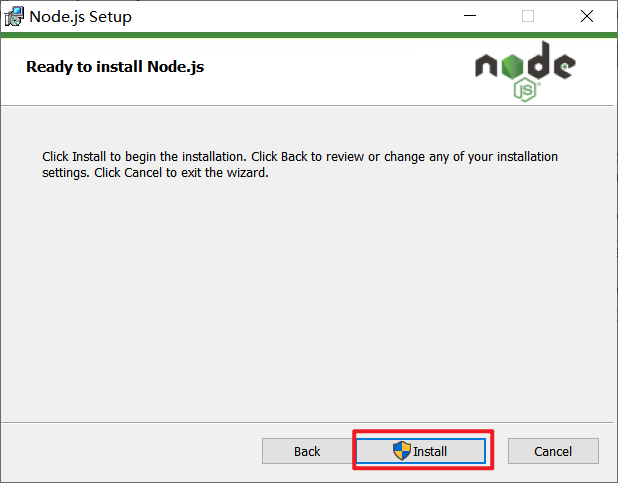 Node.js Setup
Ready to install Node.js
node
JS
Click Install to begin the installation. Click Back to review or change any of your installation
settings. Click Cancel to exit the wizard.
Back
Install
Cancel